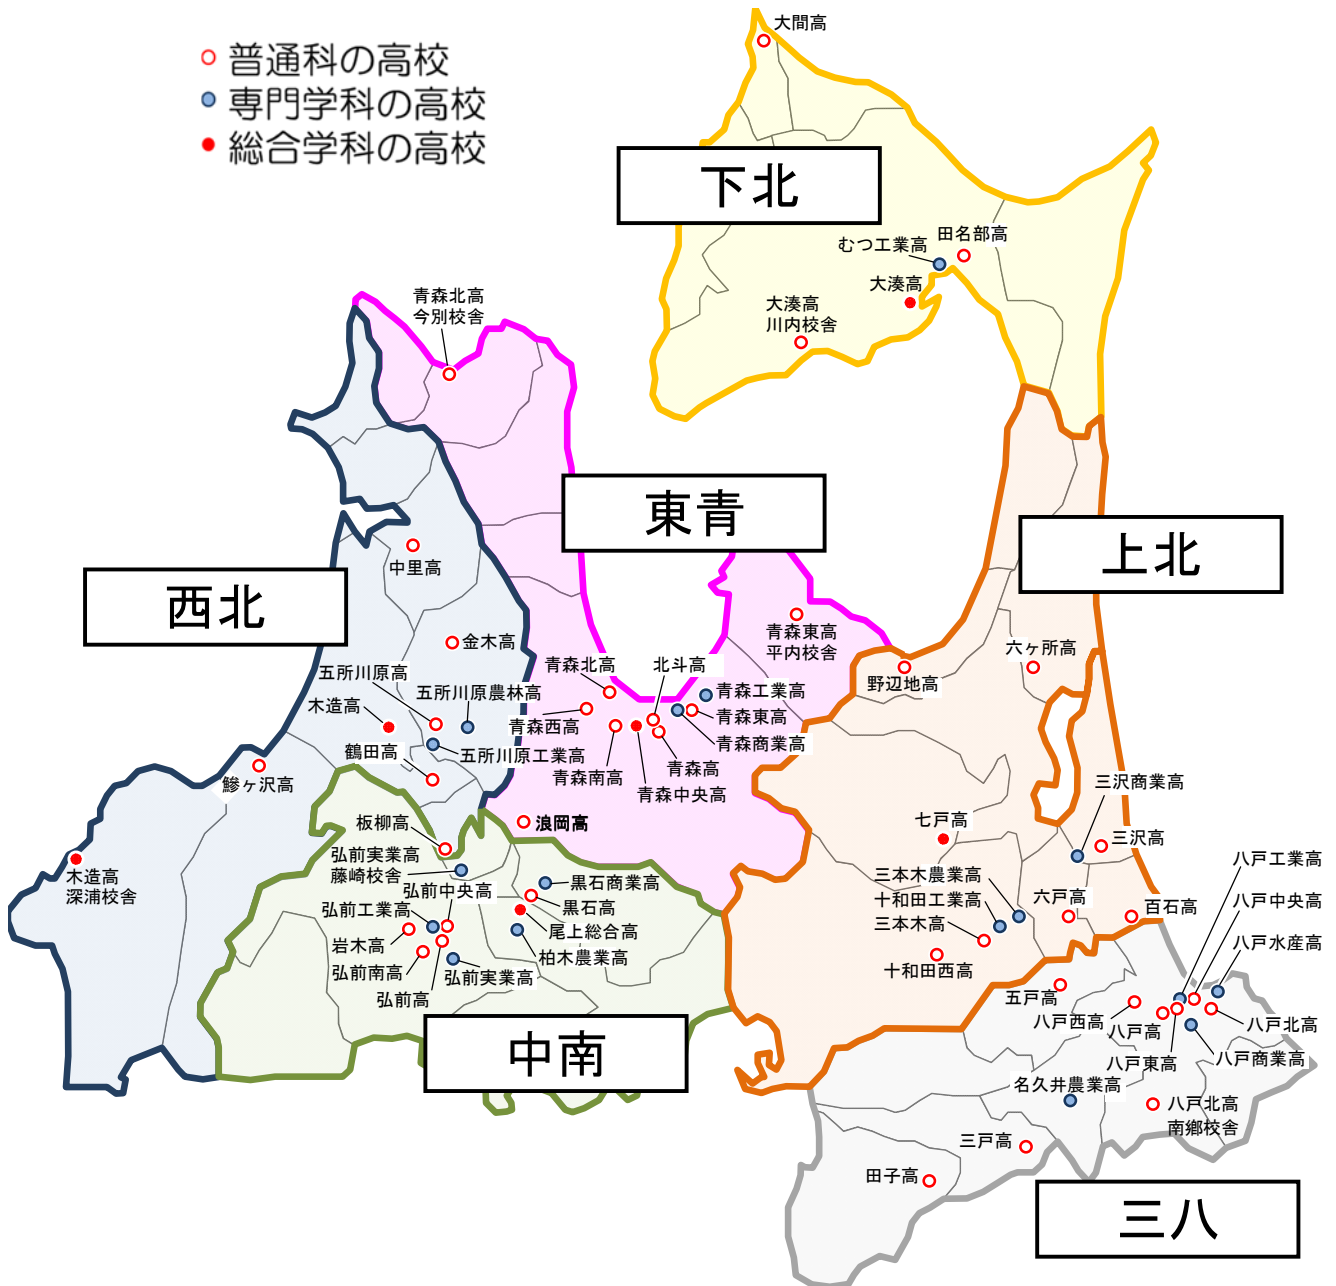 普通科の高校
専門学科の高校
総合学科の高校
大間高
下北
田名部高
むつ工業高
大湊高
大湊高
川内校舎
青森北高
今別校舎
東青
上北
中里高
西北
金木高
青森東高
平内校舎
六ヶ所高
野辺地高
北斗高
青森北高
五所川原高
五所川原農林高
木造高
青森工業高
青森西高
青森東高
青森商業高
鶴田高
五所川原工業高
青森南高
青森高
青森中央高
鰺ヶ沢高
三沢商業高
板柳高
浪岡高
七戸高
三沢高
弘前実業高
藤崎校舎
八戸工業高
木造高
深浦校舎
弘前中央高
黒石商業高
三本木農業高
弘前工業高
黒石高
十和田工業高
六戸高
百石高
八戸中央高
岩木高
尾上総合高
三本木高
八戸水産高
弘前南高
柏木農業高
十和田西高
弘前高
弘前実業高
五戸高
八戸西高
八戸高
八戸北高
中南
八戸東高
八戸商業高
名久井農業高
八戸北高
南郷校舎
三戸高
田子高
三八